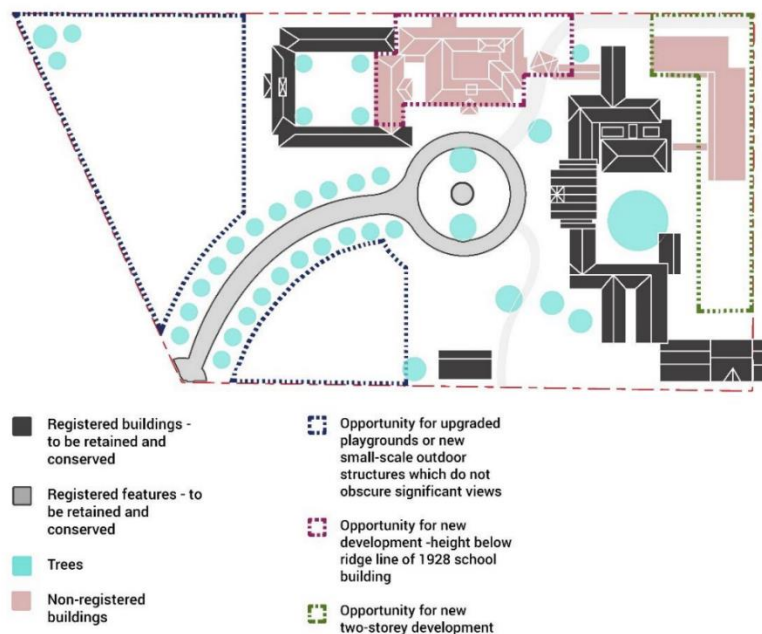 Registered buildings -
to be retained and
conserved
Registered features - to
be retained and
conserved
Trees
Non-registered
buildings
Opportunity for upgraded
playgrounds or new
small-scale outdoor
structures which do not
obscure significant views
Opportunity for new
development -height below
ridge line of 1928 school
building
Opportunity for new
two-storey development